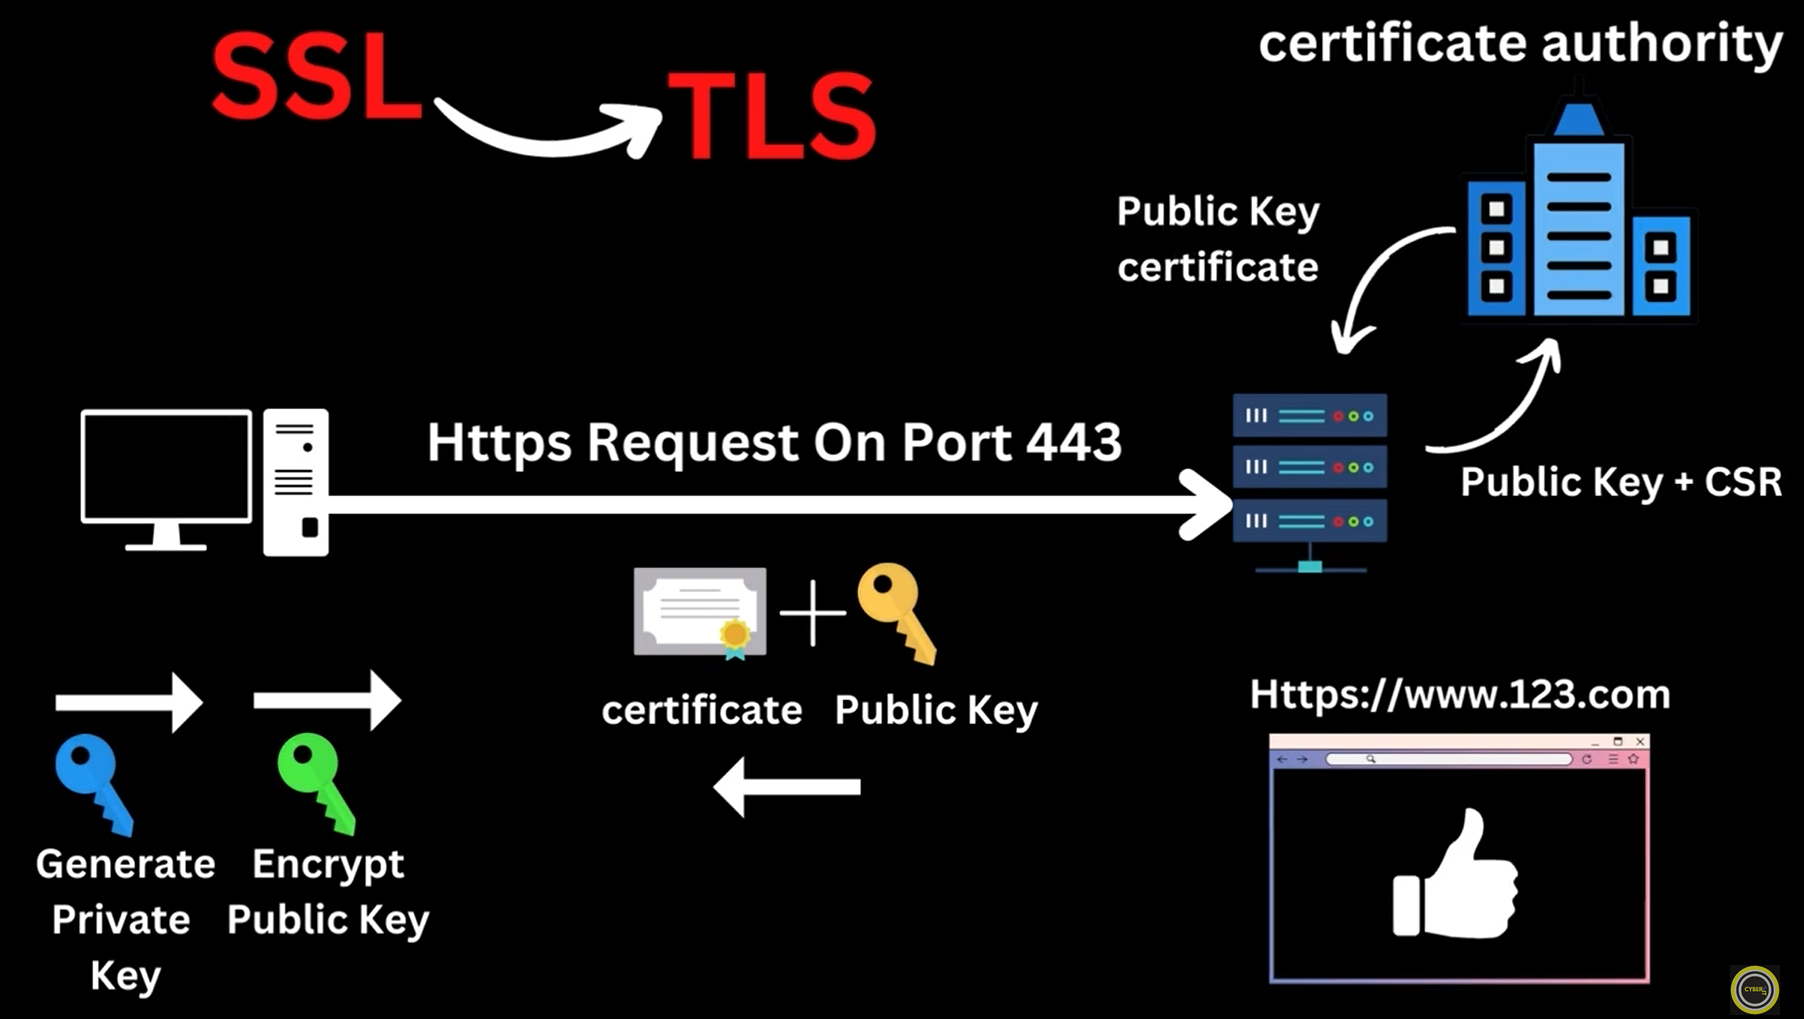 SSL
TLS
certificate authority
Public Key
certificate
Https Request On Port 443
Public Key + CSR
certificate
Public Key
Https://www.123.com
Generate
Private
Key
Encrypt
Public Key
CYBER